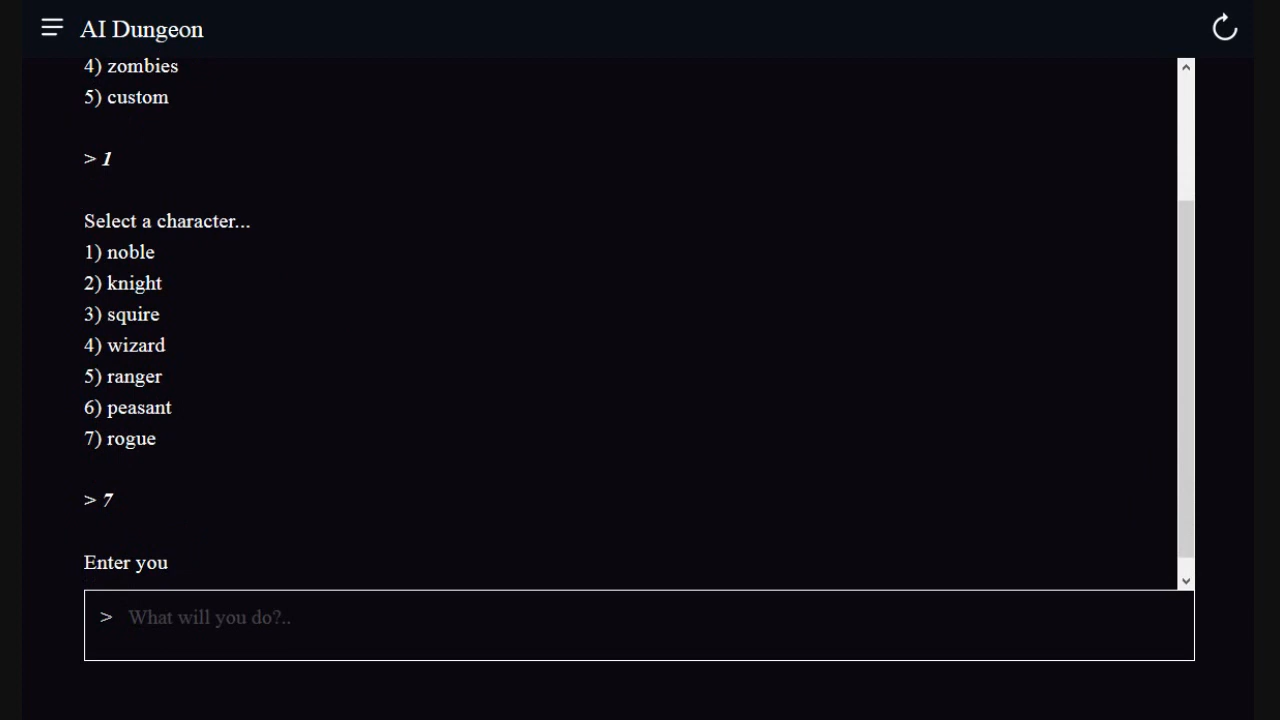 AI Dungeon
4) zombies
5) custom
> 1
Select a character...
1) noble
2) knight
3) squire
4) wizard
5) ranger
6) peasant
7) rogue
> 7
Enter you
> What will you do?..